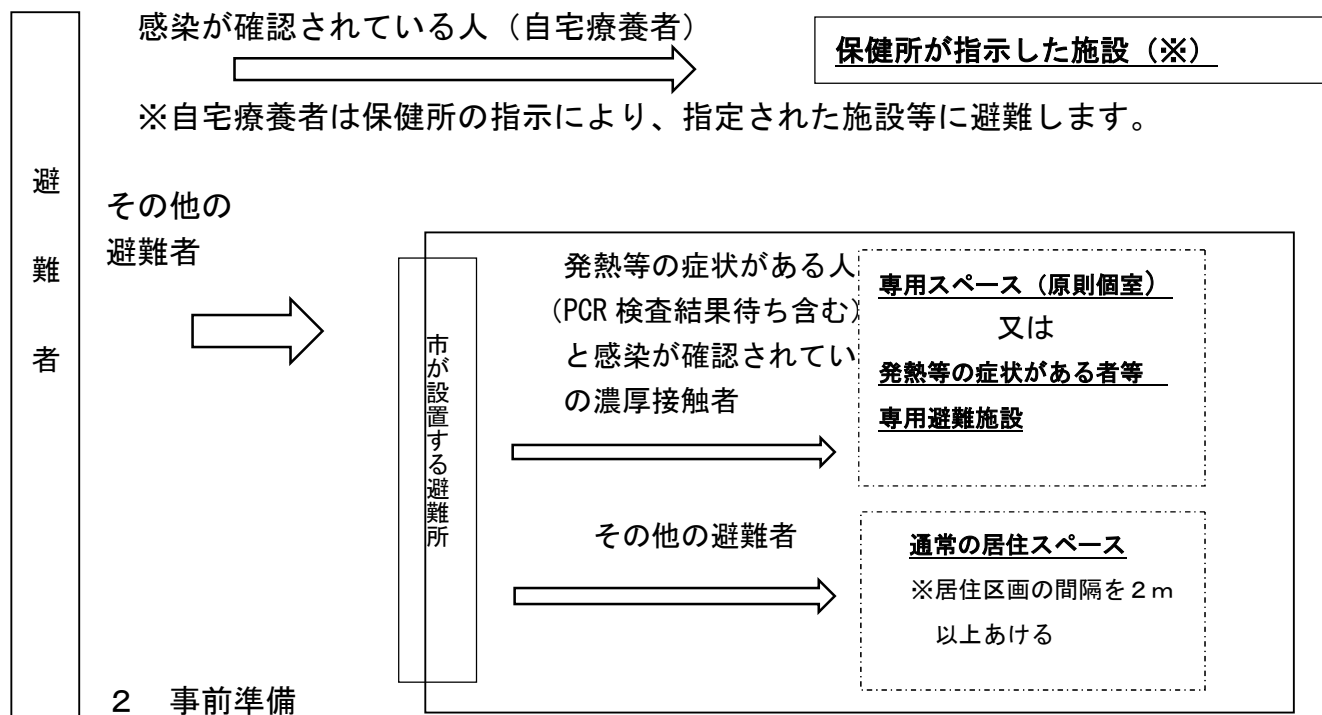 避難者
感染が確認されている人（自宅療養者）
保健所が指示した施設（※）
※自宅療養者は保健所の指示により、指定された施設等に避難します。
その他の
避難者
市が設置する避難所
発熱等の症状がある人
（PCR 検査結果待ち含む）
と感染が確認されてい
の濃厚接触者
専用スペース（原則個室）
又は
発熱等の症状がある者等
専用避難施設
その他の避難者
通常の居住スペース
※居住区画の間隔を２ｍ
以上あける
２　事前準備